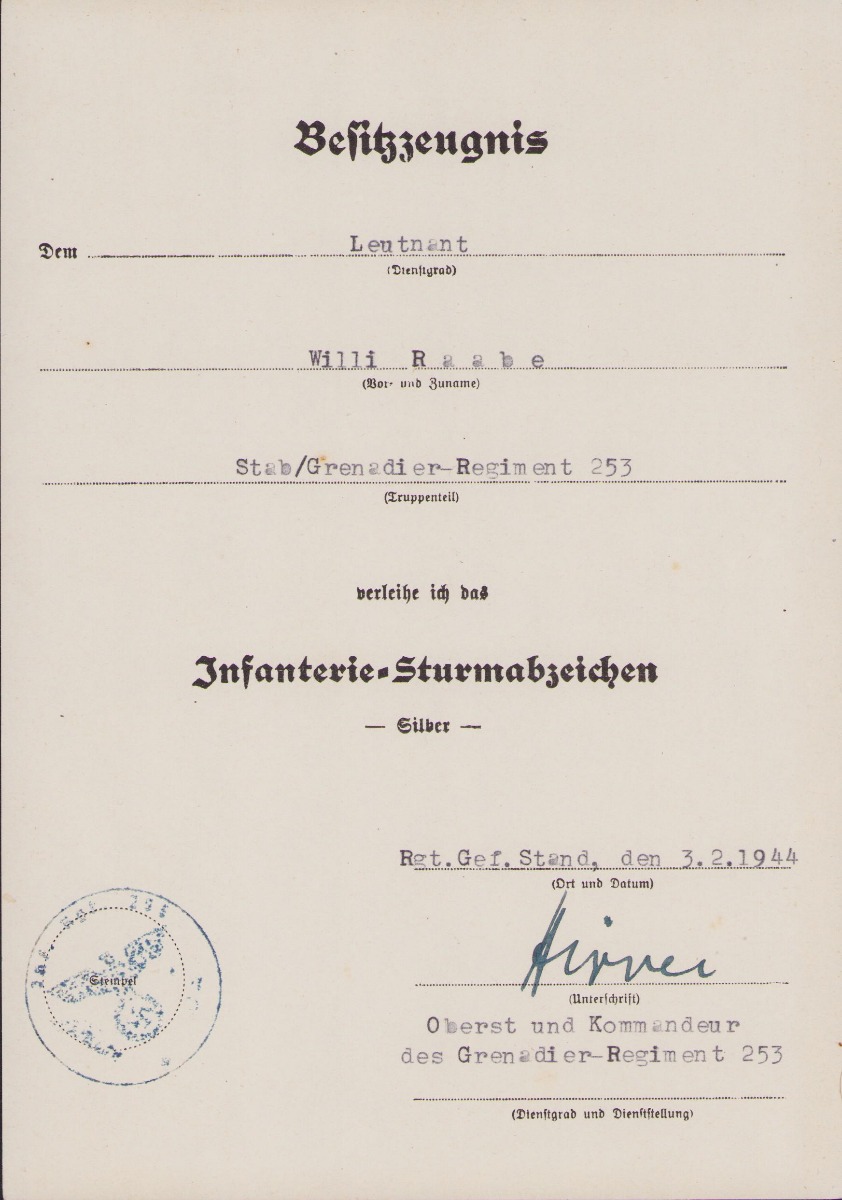 Besitzzeugnis
Dem Leutnant
(Dienstgrad)
Willi Raabe
(Vor- und Zuname)
Stab/Grenadier-Regiment 253
(Truppenteil)
verleihe ich das
Infanterie-Sturmabzeichen
— Silber —
Rgt.Gef.Stand, den 3.2.1944
(Ort und Datum)
(Unterschrift)
Stempel
Oberst und Kommandeur
des Grenadier-Regiment 253
(Dienstgrad und Dienststellung)